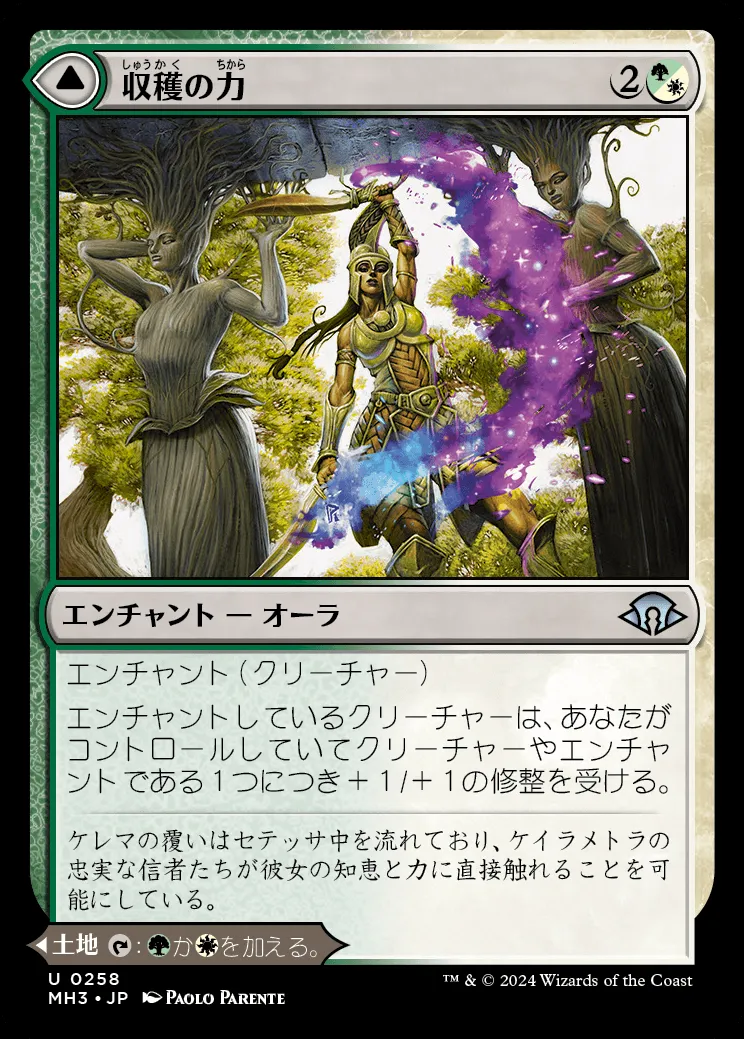 しゅうかく ちから
収穫の力 2
エンチャント — オーラ
エンチャント(クリーチャー)
エンチャントしているクリーチャーは、あなたが
コントロールしていてクリーチャーやエンチャ
ントである1つにつき+1/+1の修整を受ける。
ケレマの覆いはセテッサ中を流れており、ケイラメトラの
忠実な信者たちが彼女の知恵と力に直接触れることを可
能にしている。
土地 :か を加える。
U 0258
MH3 • JP Paolo Parente
™ & © 2024 Wizards of the Coast